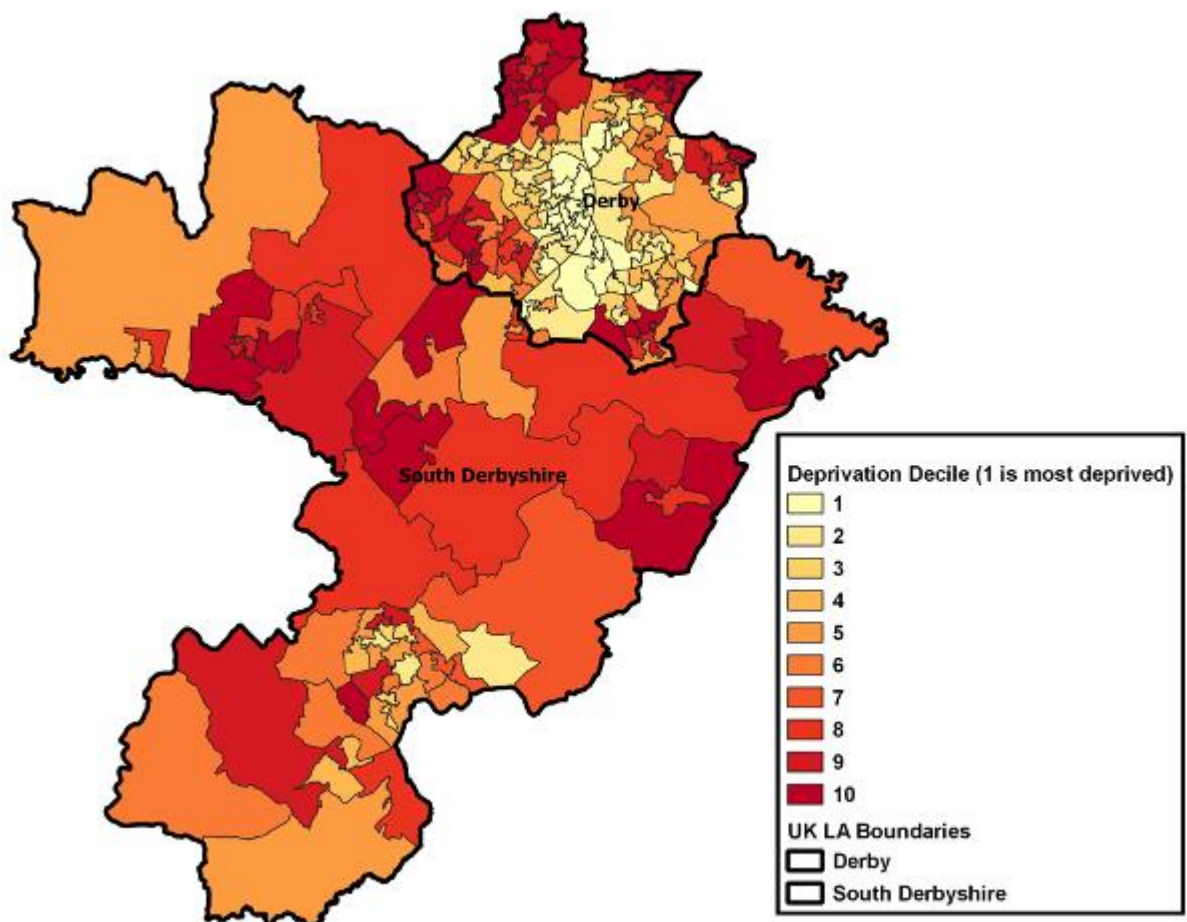 Derby
South Derbyshire
Deprivation Decile (1 is most deprived)
1
2
3
4
5
6
7
8
9
10
UK LA Boundaries
Derby
South Derbyshire